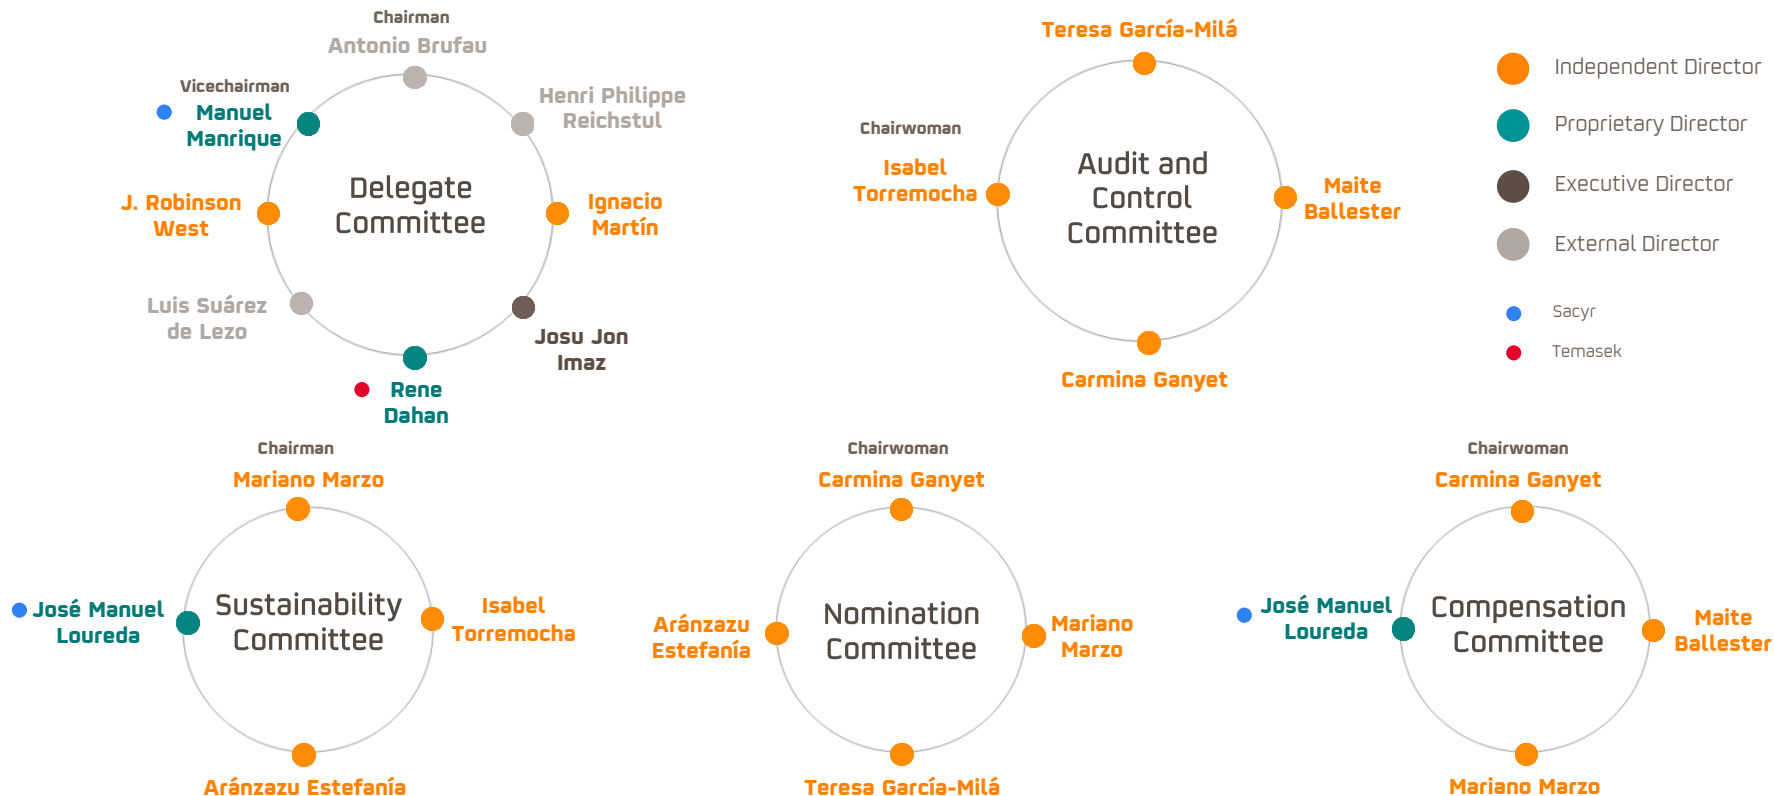 Chairman
Antonio Brufau
Vicechairman
Manuel
Manrique
Henri Philippe
Reichstul
J. Robinson
West
Delegate
Committee
Ignacio
Martín
Luis Suárez
de Lezo
Josu Jon
Imaz
Rene
Dahan
Teresa García-Milá
Chairwoman
Isabel
Torremocha
Audit and
Control
Committee
Maite
Ballester
Carmina Ganyet
Independent Director
Proprietary Director
Executive Director
External Director
Sacyr
Temasek
Chairman
Mariano Marzo
José Manuel
Loureda
Sustainability
Committee
Isabel
Torremocha
Aránzazu Estefanía
Chairwoman
Carmina Ganyet
Aránzazu
Estefanía
Nomination
Committee
Mariano
Marzo
Teresa García-Milá
Chairwoman
Carmina Ganyet
José Manuel
Loureda
Compensation
Committee
Maite
Ballester
Mariano Marzo